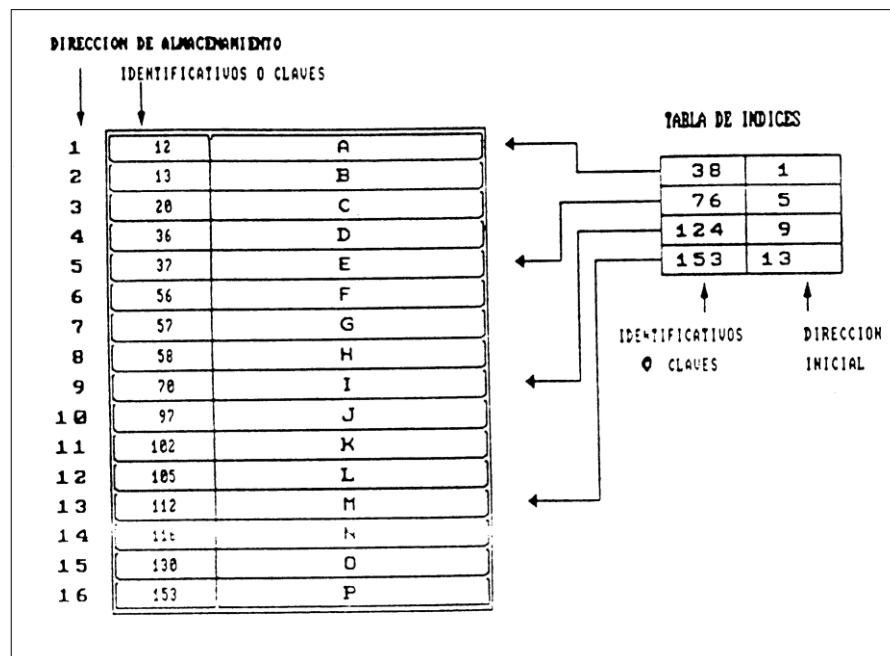 DIRECCION DE ALMACENAMIENTO
IDENTIFICATIVOS O CLAVES
1 12 A
2 13 B
3 20 C
4 36 D
5 37 E
6 56 F
7 57 G
8 58 H
9 70 I
10 97 J
11 102 K
12 105 L
13 112 M
14 N
15 130 O
16 153 P
TABLA DE INDICES
38 1
76 5
124 9
153 13
IDENTIFICATIVOS
O CLAVES
DIRECCION
INICIAL